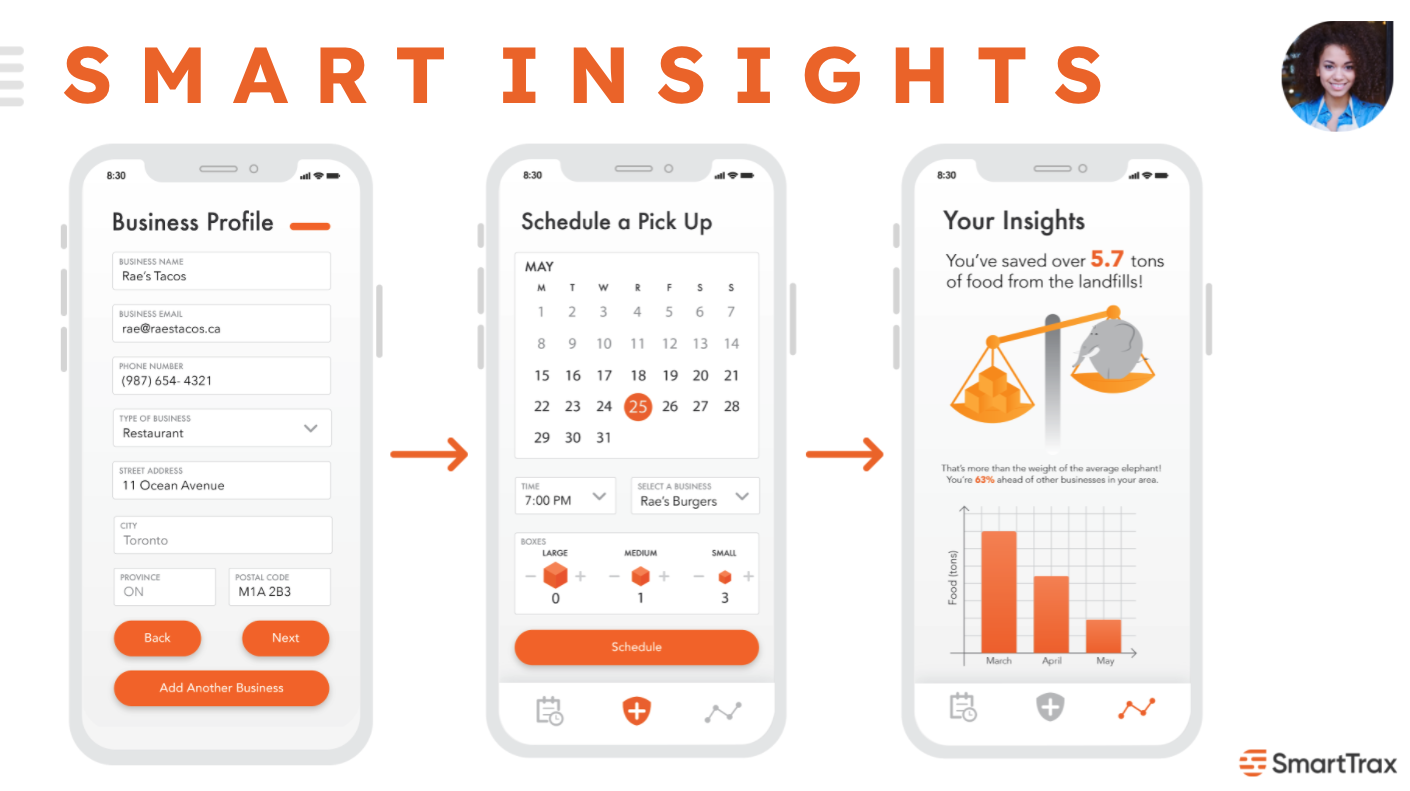 SMART INSIGHTS
8:30
Business Profile
BUSINESS NAME
Rae's Tacos
BUSINESS EMAIL
rae@raestacos.ca
PHONE NUMBER
(987) 654- 4321
TYPE OF BUSINESS
Restaurant
STREET ADDRESS
11 Ocean Avenue
CITY
Toronto
PROVINCE
ON
POSTAL CODE
M1A 2B3
Back
Next
Add Another Business
8:30
Schedule a Pick Up
MAY
M T W R F S S
1 2 3 4 5 6 7
8 9 10 11 12 13 14
15 16 17 18 19 20 21
22 23 24 25 26 27 28
29 30 31
TIME
7:00 PM
SELECT A BUSINESS
Rae's Burgers
BOXES
LARGE MEDIUM SMALL
− + − + − +
0 1 3
Schedule
8:30
Your Insights
You've saved over 5.7 tons
of food from the landfills!
That's more than the weight of the average elephant!
You're 63% ahead of other businesses in your area.
Food (tons)
March April May
SmartTrax